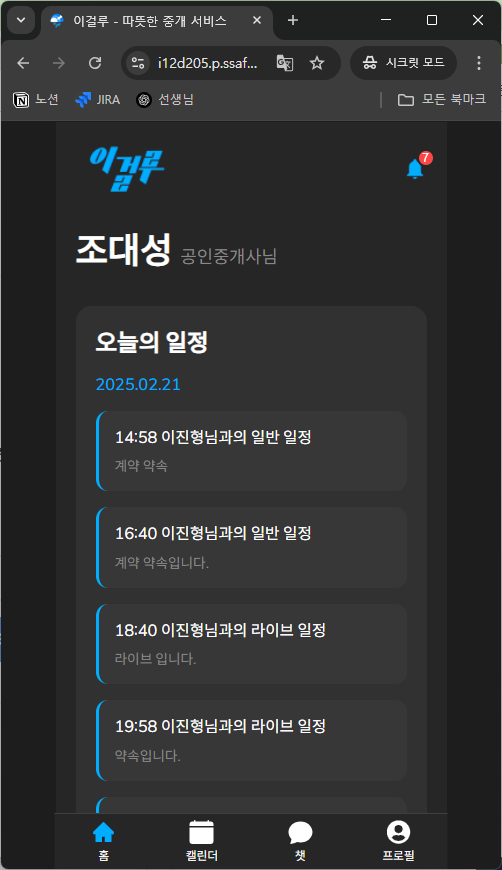 이걸루 - 따뜻한 중개 서비스
i12d205.p.ssaf...
시크릿 모드
노션
JIRA
선생님
모든 북마크
이걸루
7
조대성 공인중개사님
오늘의 일정
2025.02.21
14:58 이진형님과의 일반 일정
계약 약속
16:40 이진형님과의 일반 일정
계약 약속입니다.
18:40 이진형님과의 라이브 일정
라이브 입니다.
19:58 이진형님과의 라이브 일정
약속입니다.
홈
캘린더
챗
프로필